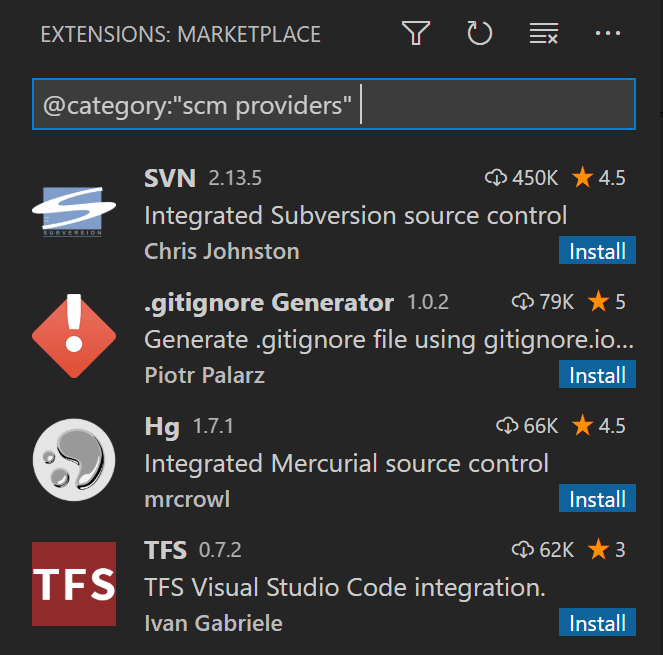 EXTENSIONS: MARKETPLACE
@category:"scm providers"
SVN 2.13.5 450K 4.5
Integrated Subversion source control
SUBVERSION
Chris Johnston Install
.gitignore Generator 1.0.2 79K 5
Generate .gitignore file using gitignore.io...
Piotr Palarz Install
Hg 1.7.1 66K 4.5
Integrated Mercurial source control
mrcrowl Install
TFS 0.7.2 62K 3
TFS TFS Visual Studio Code integration.
Ivan Gabriele Install